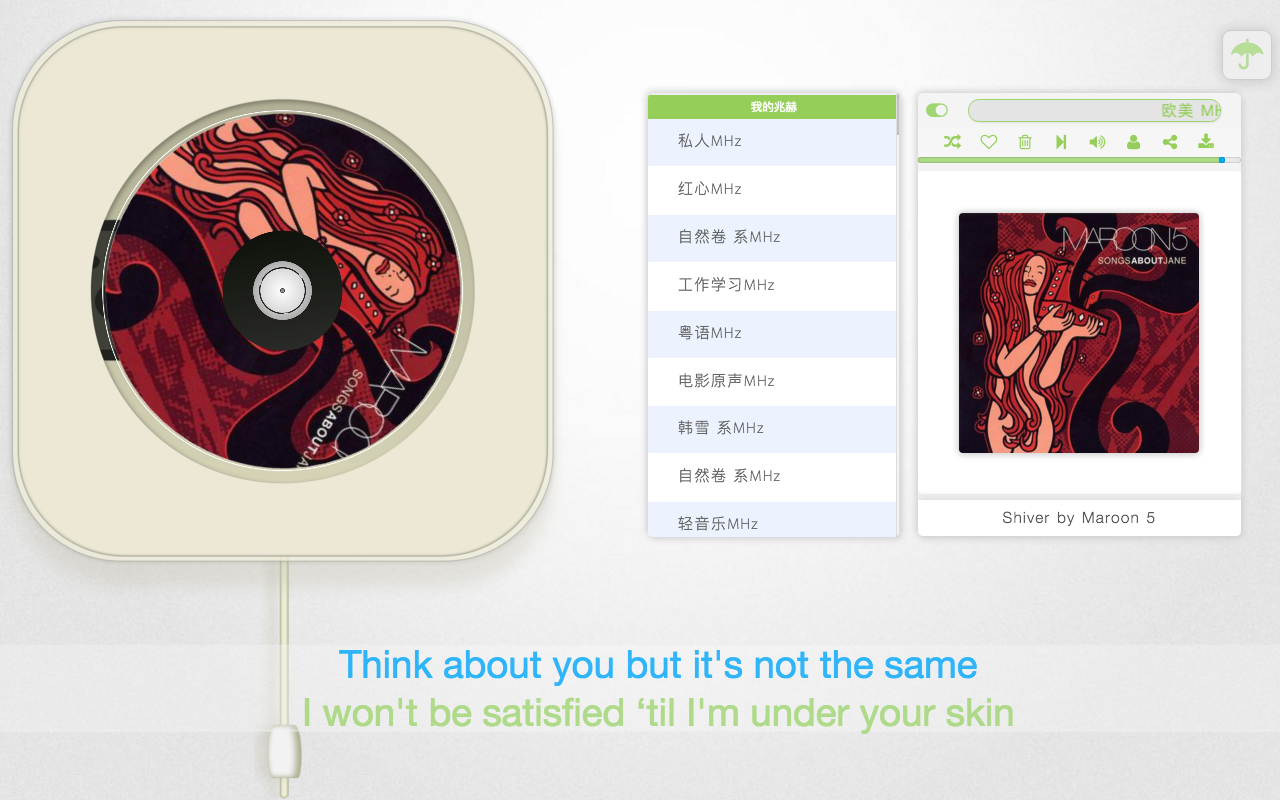 我的兆赫
私人MHz
红心MHz
自然卷 系MHz
工作学习MHz
粤语MHz
电影原声MHz
韩雪 系MHz
自然卷 系MHz
轻音乐MHz
欧美 MH
MAROON5
SONGSABOUTJANE
Shiver by Maroon 5
MAROO
SONGSABOUTJA
Think about you but it's not the same
I won't be satisfied ‘til I'm under your skin